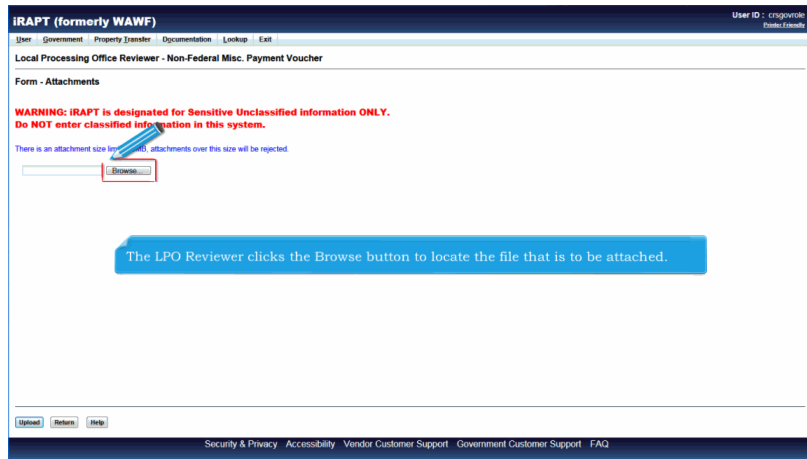 iRAPT (formerly WAWF)
User ID : crsgovrole
Printer Friendly
User Government Property Transfer Documentation Lookup Exit
Local Processing Office Reviewer - Non-Federal Misc. Payment Voucher
Form - Attachments
WARNING: iRAPT is designated for Sensitive Unclassified information ONLY.
Do NOT enter classified information in this system.
There is an attachment size attachments over this size will be rejected.
Browse...
The LPO Reviewer clicks the Browse button to locate the file that is to be attached.
Upload Return Help
Security & Privacy Accessibility Vendor Customer Support Government Customer Support FAQ